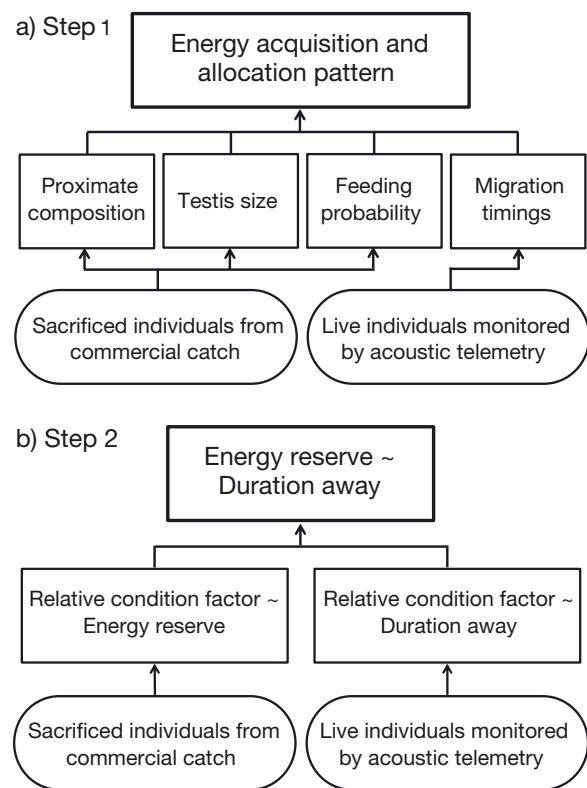 a) Step 1
Energy acquisition and
allocation pattern
Proximate
composition
Testis size
Feeding
probability
Migration
timings
Sacrificed individuals from
commercial catch
Live individuals monitored
by acoustic telemetry
b) Step 2
Energy reserve ~
Duration away
Relative condition factor ~
Energy reserve
Relative condition factor ~
Duration away
Sacrificed individuals from
commercial catch
Live individuals monitored
by acoustic telemetry